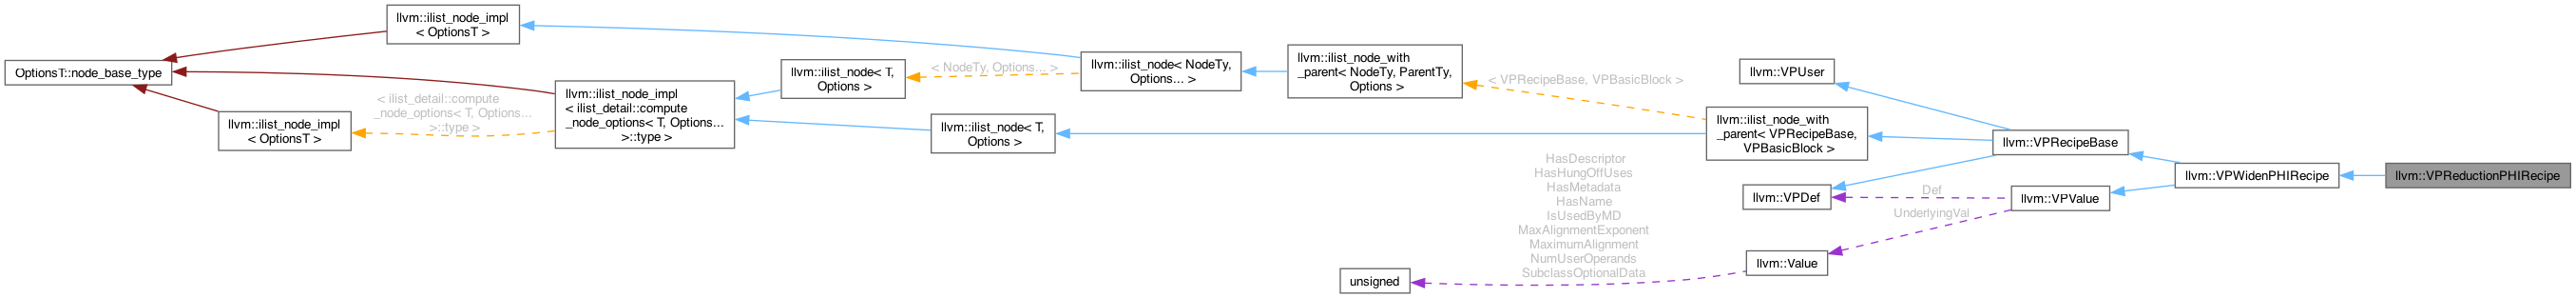 llvm::ilist_node_impl
< OptionsT >
OptionsT::node_base_type
< ilist_detail::compute
_node_options< T, Options...
>::type >
llvm::ilist_node_impl
< OptionsT >
llvm::ilist_node_impl
< ilist_detail::compute
_node_options< T, Options...
>::type >
llvm::ilist_node< T,
Options >
< NodeTy, Options... >
llvm::ilist_node< T,
Options >
llvm::ilist_node< NodeTy,
Options... >
llvm::ilist_node_with
_parent< NodeTy, ParentTy,
Options >
< VPRecipeBase, VPBasicBlock >
llvm::VPUser
llvm::ilist_node_with
_parent< VPRecipeBase,
VPBasicBlock >
llvm::VPRecipeBase
llvm::VPWidenPHIRecipe
llvm::VPReductionPHIRecipe
llvm::VPDef
Def
llvm::VPValue
UnderlyingVal
llvm::Value
HasDescriptor
HasHungOffUses
HasMetadata
HasName
IsUsedByMD
MaxAlignmentExponent
MaximumAlignment
NumUserOperands
SubclassOptionalData
unsigned